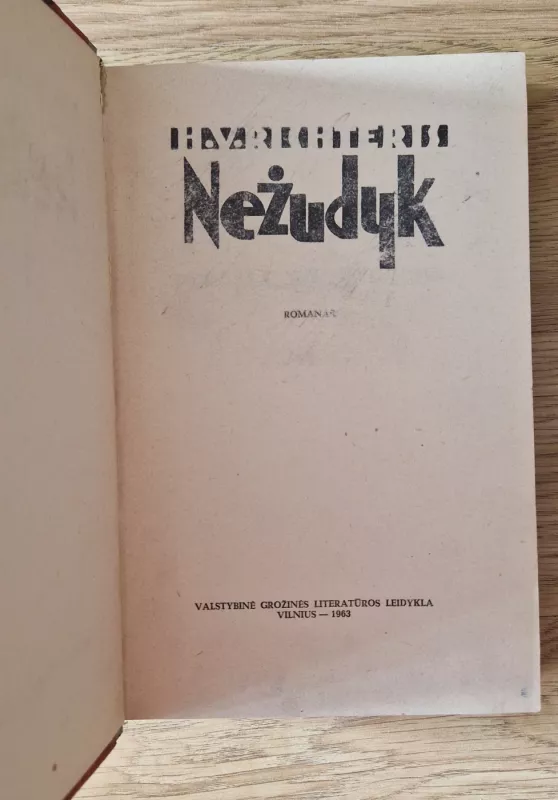 H.V.RICHTERIS
Nežudyk
ROMANAS
VALSTYBINĖ GROŽINĖS LITERATŪROS LEIDYKLA
VILNIUS — 1963